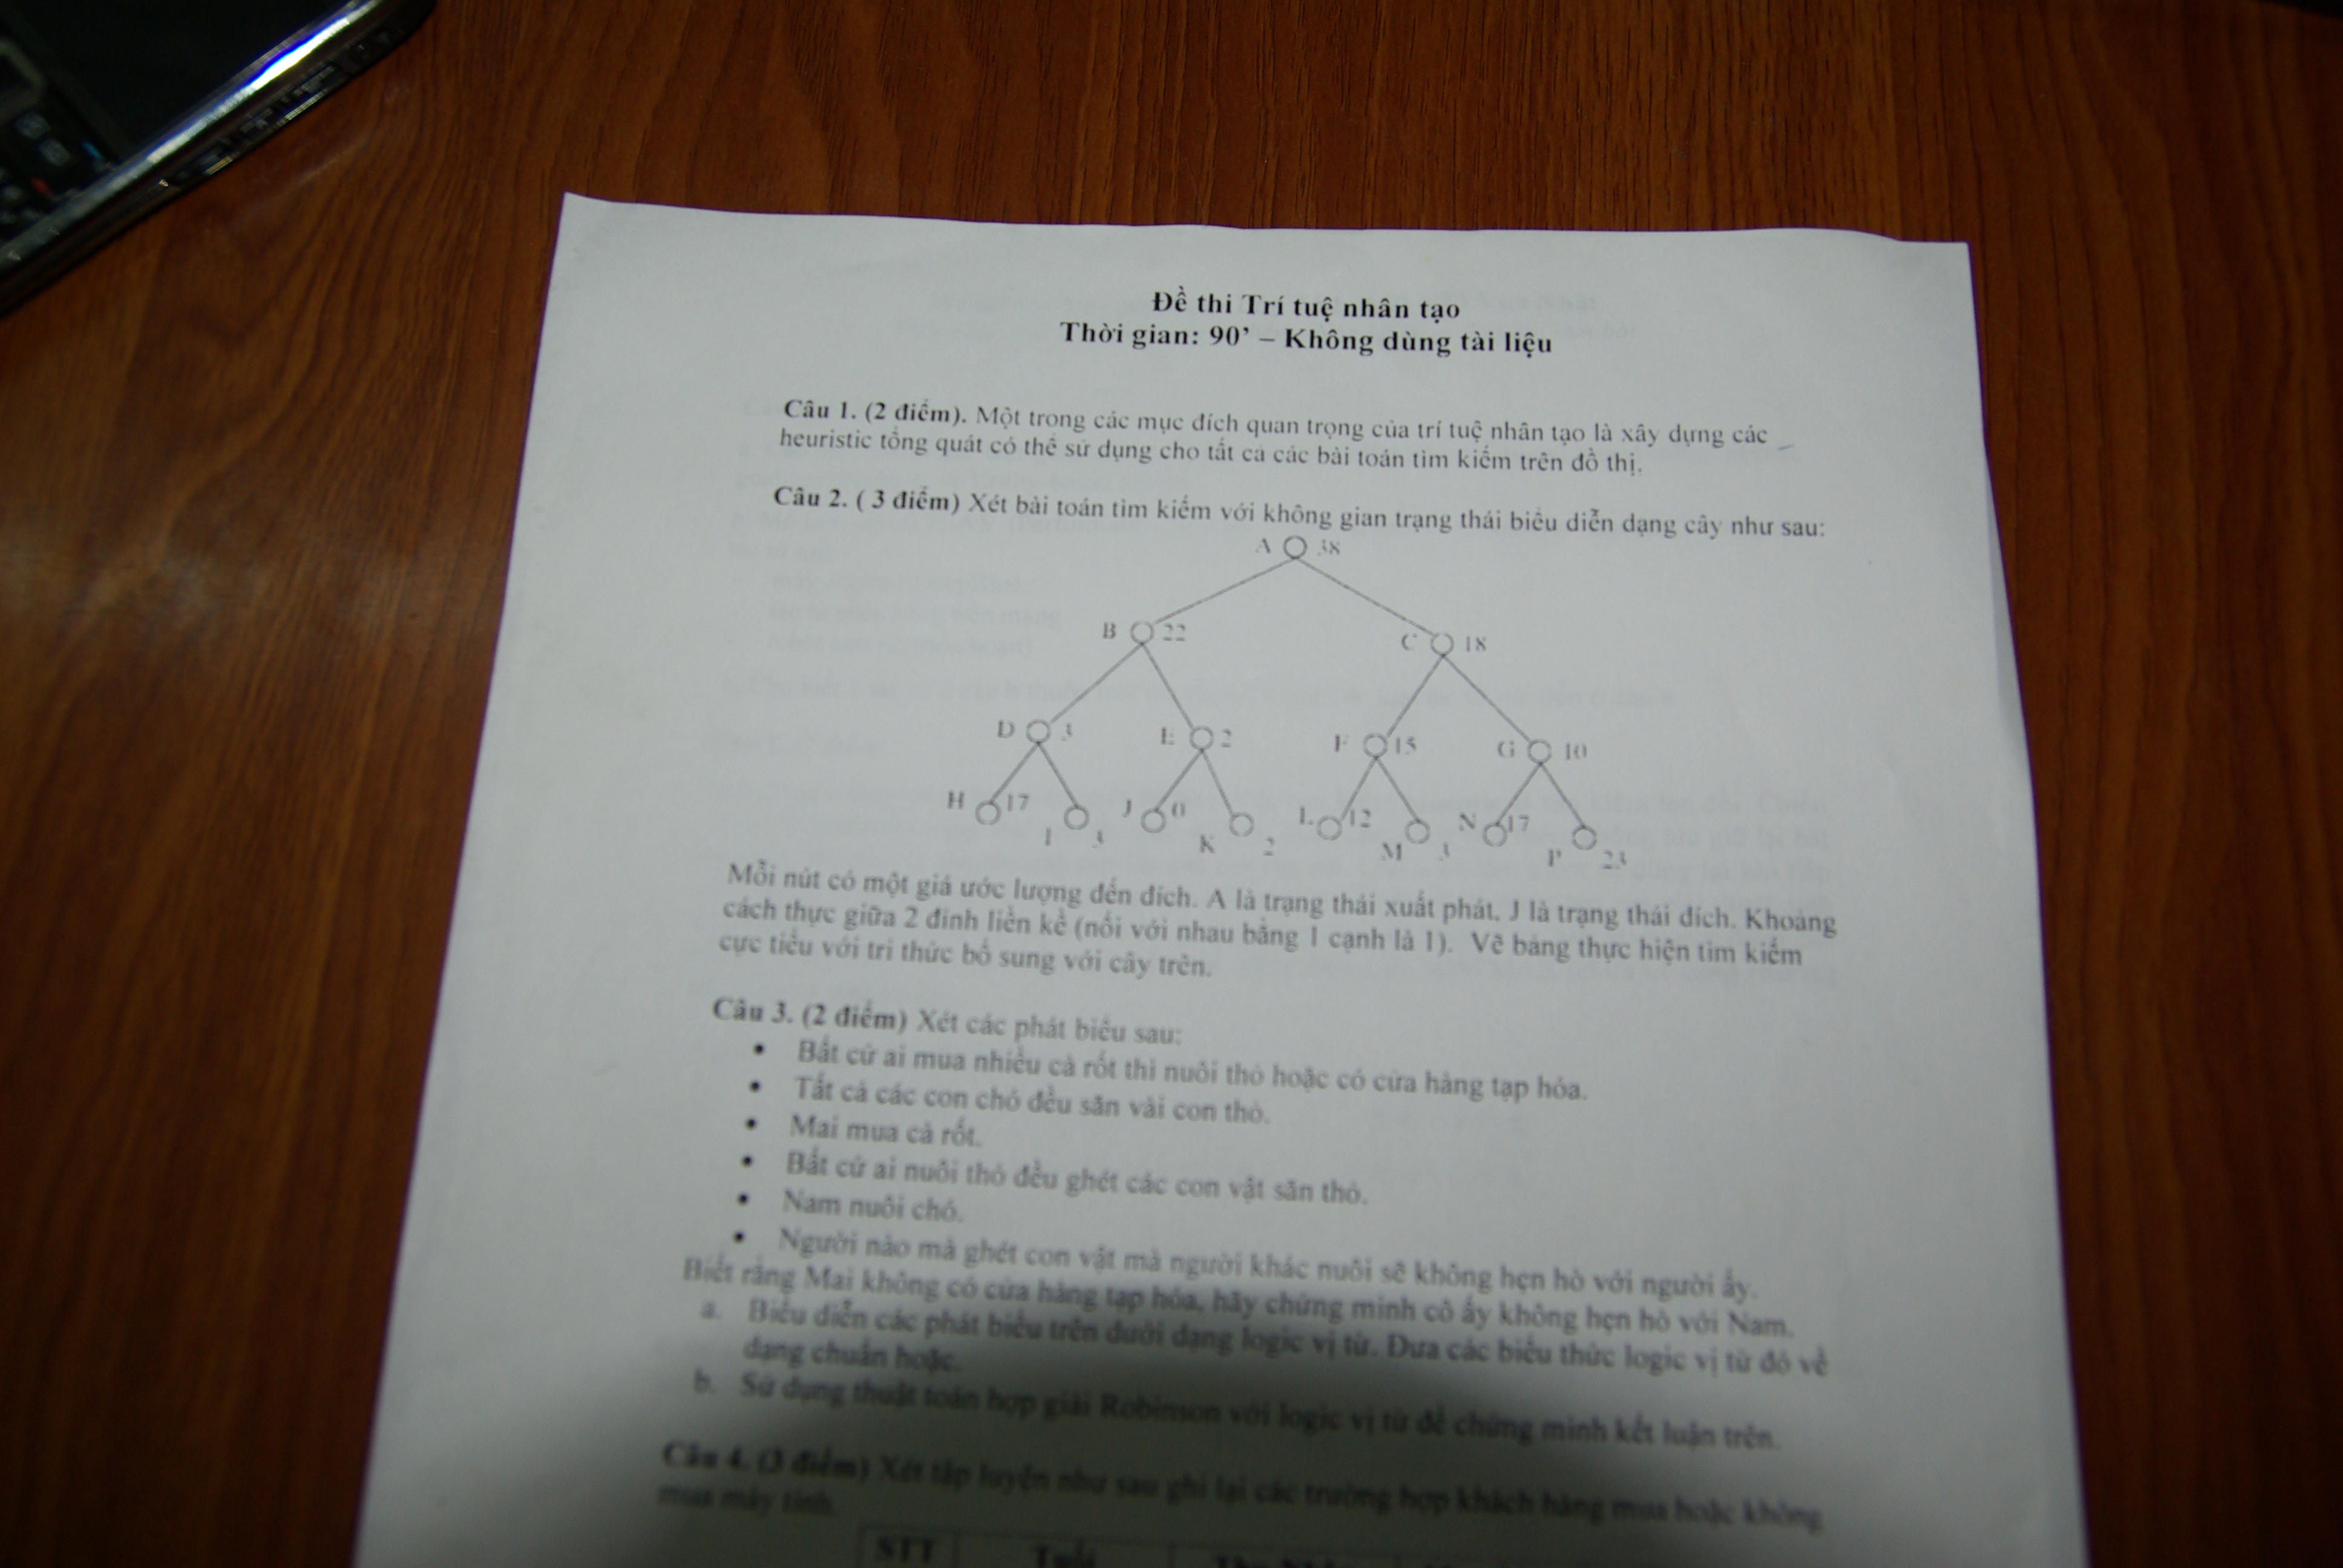 Đề thi Trí tuệ nhân tạo
Thời gian: 90’ – Không dùng tài liệu
Câu 1. (2 điểm). Một trong các mục đích quan trọng của trí tuệ nhân tạo là xây dựng các
heuristic tổng quát có thể sử dụng cho tất cả các bài toán tìm kiếm trên đồ thị.
Câu 2. ( 3 điểm) Xét bài toán tìm kiếm với không gian trạng thái biểu diễn dạng cây như sau:
A 38
B 22 C 18
D 3 E 2 F 15 G 10
H 17 J 0 L 12 N 17
I 3 K 2 M 3 P 23
Mỗi nút có một giá ước lượng đến đích. A là trạng thái xuất phát, J là trạng thái đích. Khoảng
cách thực giữa 2 đỉnh liền kề (nối với nhau bằng 1 cạnh là 1). Vẽ bảng thực hiện tìm kiếm
cực tiểu với tri thức bổ sung với cây trên.
Câu 3. (2 điểm) Xét các phát biểu sau:
• Bất cứ ai mua nhiều cà rốt thì nuôi thỏ hoặc có cửa hàng tạp hóa.
• Tất cả các con chó đều săn vài con thỏ.
• Mai mua cà rốt.
• Bất cứ ai nuôi thỏ đều ghét các con vật săn thỏ.
• Nam nuôi chó.
• Người nào mà ghét con vật mà người khác nuôi sẽ không hẹn hò với người ấy.
Biết rằng Mai không có cửa hàng tạp hóa, hãy chứng minh cô ấy không hẹn hò với Nam.
a. Biểu diễn các phát biểu trên dưới dạng logic vị từ. Đưa các biểu thức logic vị từ đó về
dạng chuẩn hoặc.
b. Sử dụng thuật toán hợp giải Robinson với logic vị từ để chứng minh kết luận trên.
Câu 4. (3 điểm) Xét tập luyện như sau ghi lại các trường hợp khách hàng mua hoặc không
mua máy tính.
STT Tuổi